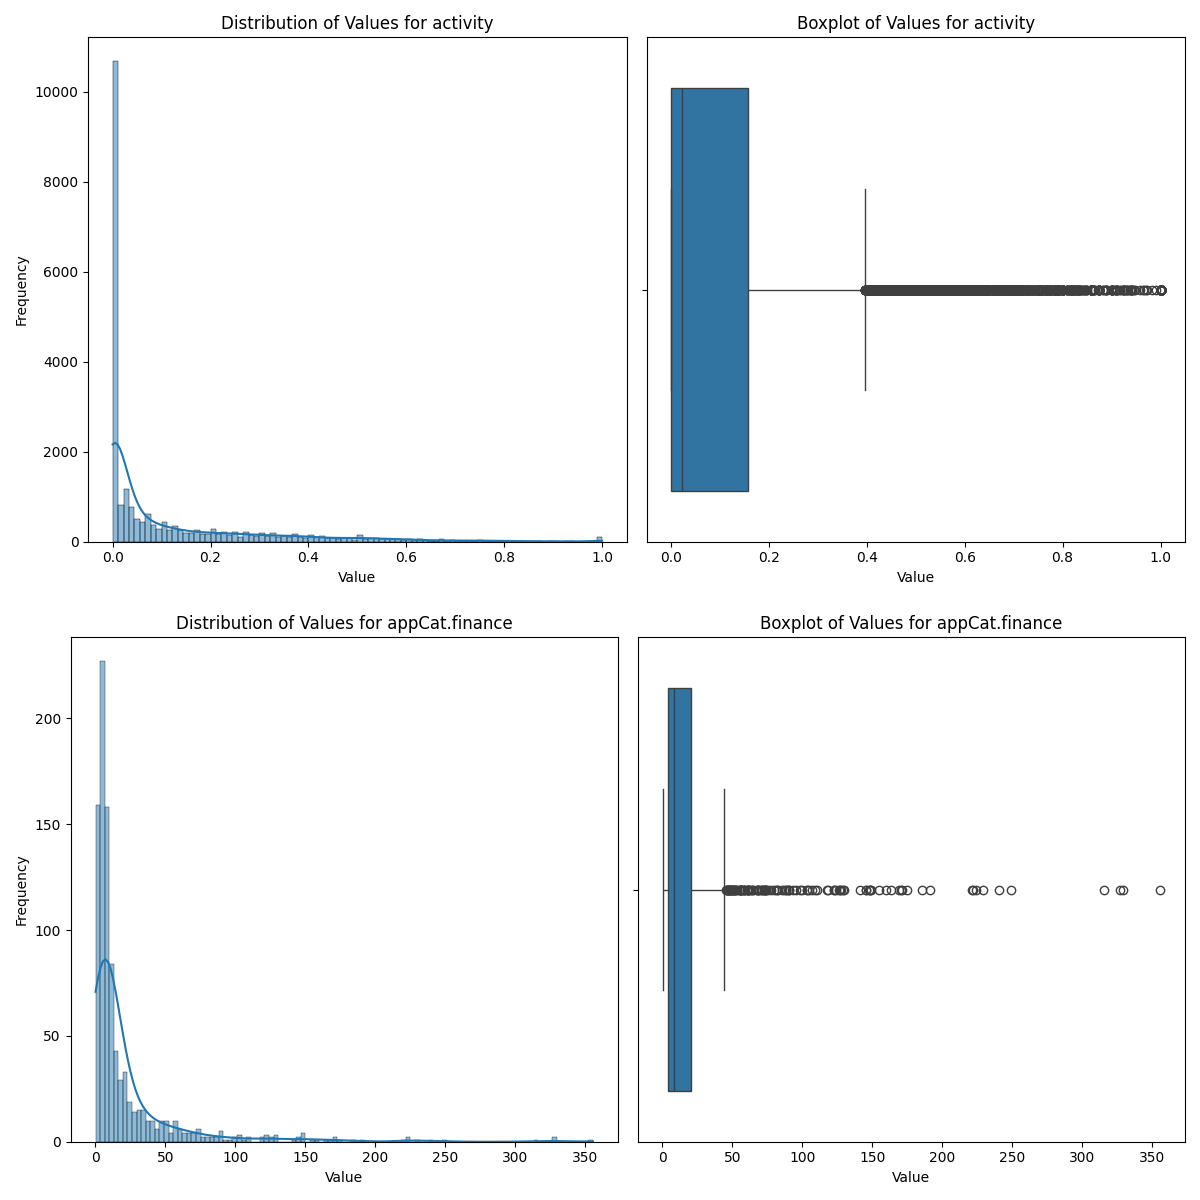 Distribution of Values for activity
Boxplot of Values for activity
Frequency
10000
8000
6000
4000
2000
0
0.0 0.2 0.4 0.6 0.8 1.0
Value
0.0 0.2 0.4 0.6 0.8 1.0
Value
Distribution of Values for appCat.finance
Boxplot of Values for appCat.finance
Frequency
200
150
100
50
0
0 50 100 150 200 250 300 350
Value
0 50 100 150 200 250 300 350
Value